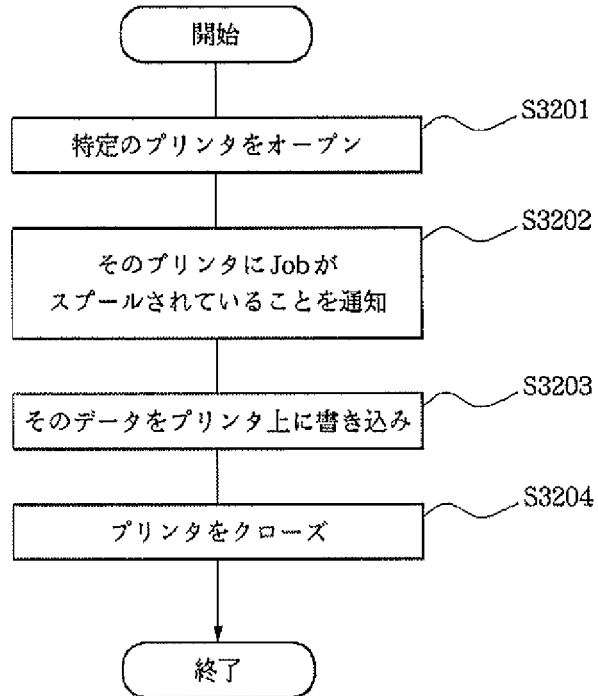 開始
特定のプリンタをオープン
S3201
そのプリンタにJobが
スプールされていることを通知
S3202
そのデータをプリンタ上に書き込み
S3203
プリンタをクローズ
S3204
終了